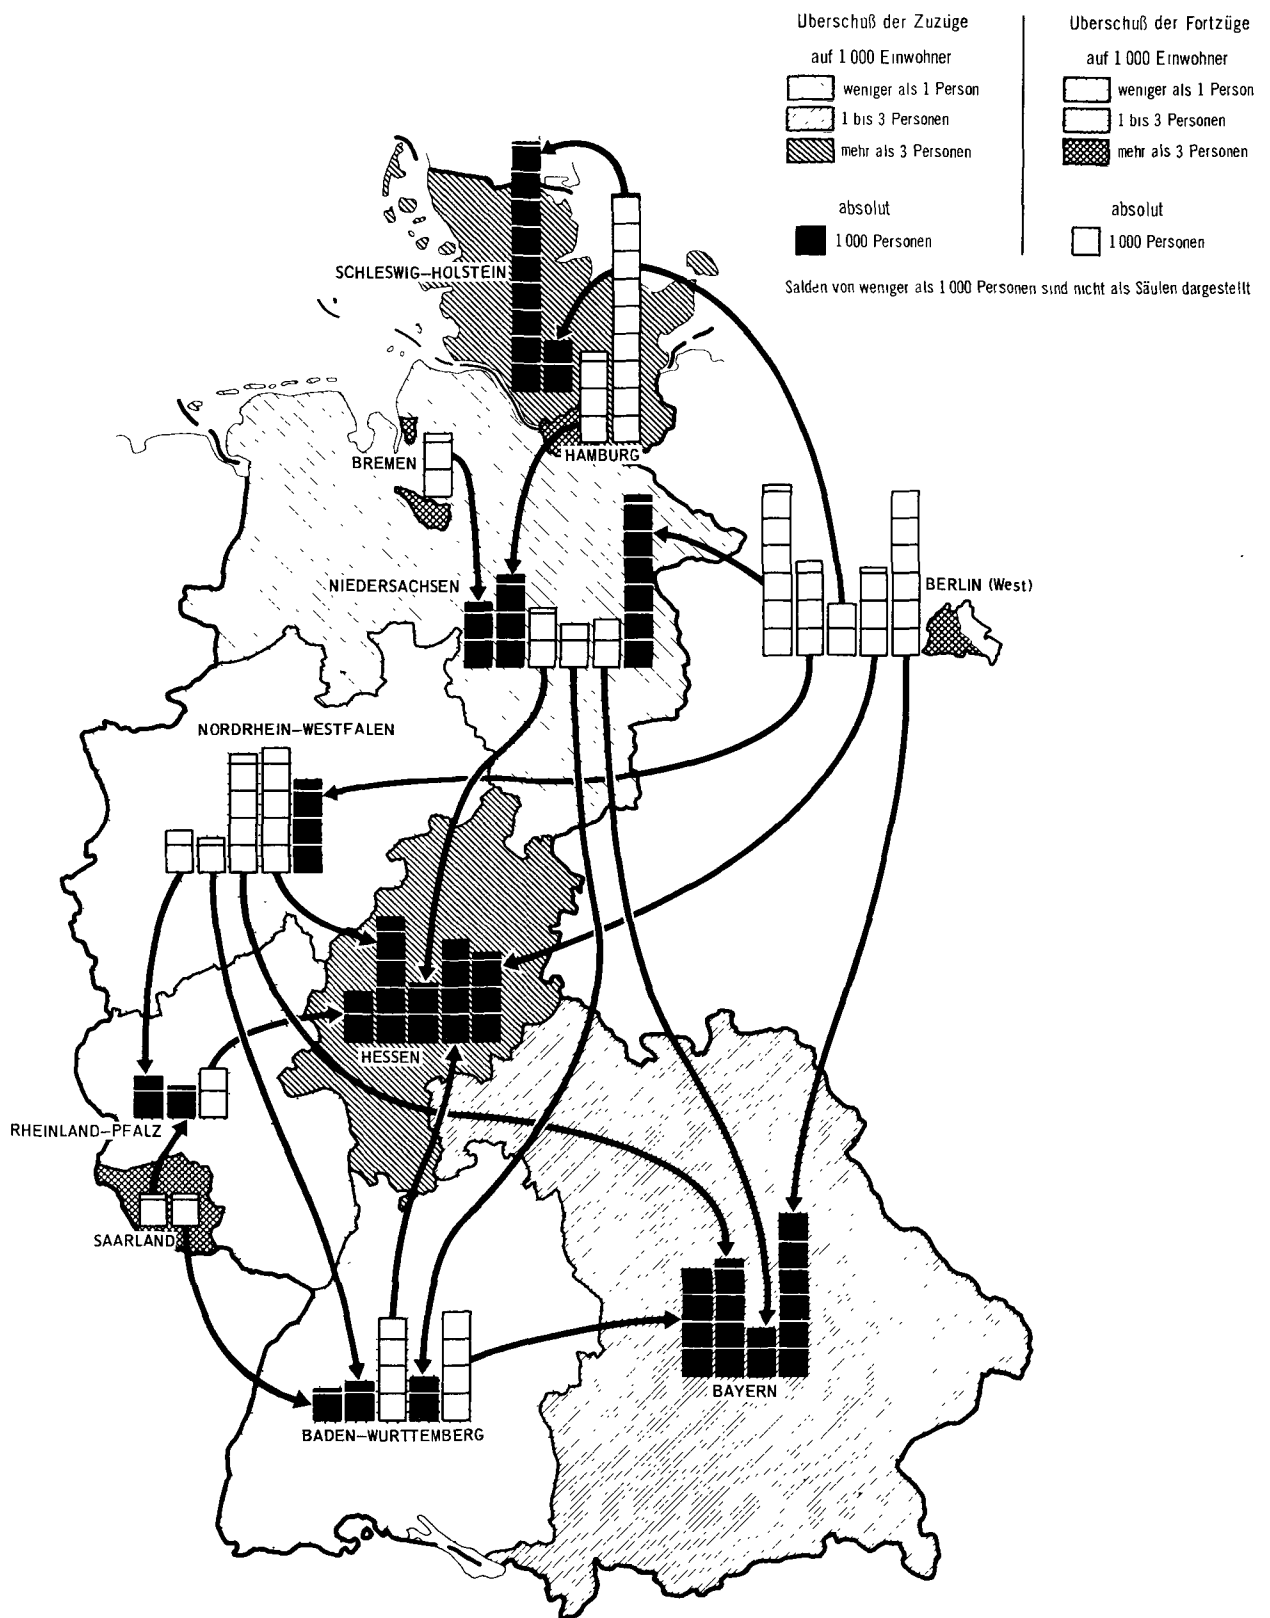 Überschuß der Zuzüge
auf 1 000 Einwohner
weniger als 1 Person
1 bis 3 Personen
mehr als 3 Personen
absolut
1 000 Personen
Überschuß der Fortzüge
auf 1 000 Einwohner
weniger als 1 Person
1 bis 3 Personen
mehr als 3 Personen
absolut
1 000 Personen
Salden von weniger als 1 000 Personen sind nicht als Säulen dargestellt
SCHLESWIG-HOLSTEIN
HAMBURG
BREMEN
NIEDERSACHSEN
BERLIN (West)
NORDRHEIN-WESTFALEN
HESSEN
RHEINLAND-PFALZ
SAARLAND
BAYERN
BADEN-WURTTEMBERG